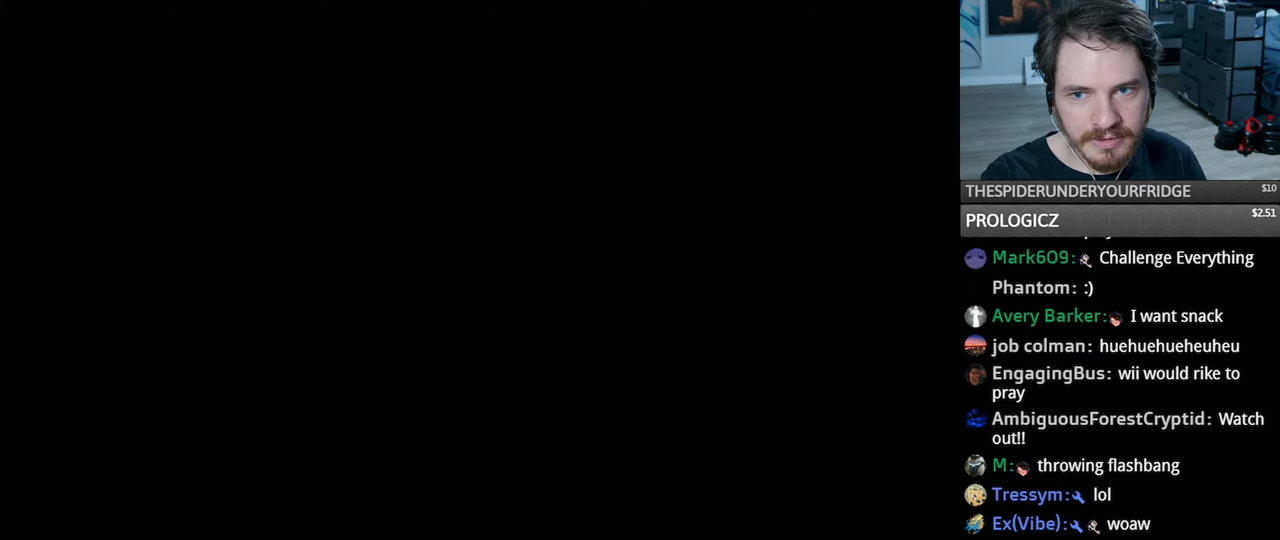 THESPIDERUNDERYOURFRIDGE $10
PROLOGICZ $2.51
Mark609: Challenge Everything
Phantom: :)
Avery Barker: I want snack
job colman: huehuehueheuheu
EngagingBus: wii would rike to
pray
AmbiguousForestCryptid: Watch
out!!
M: throwing flashbang
Tressym: lol
Ex(Vibe): woaw